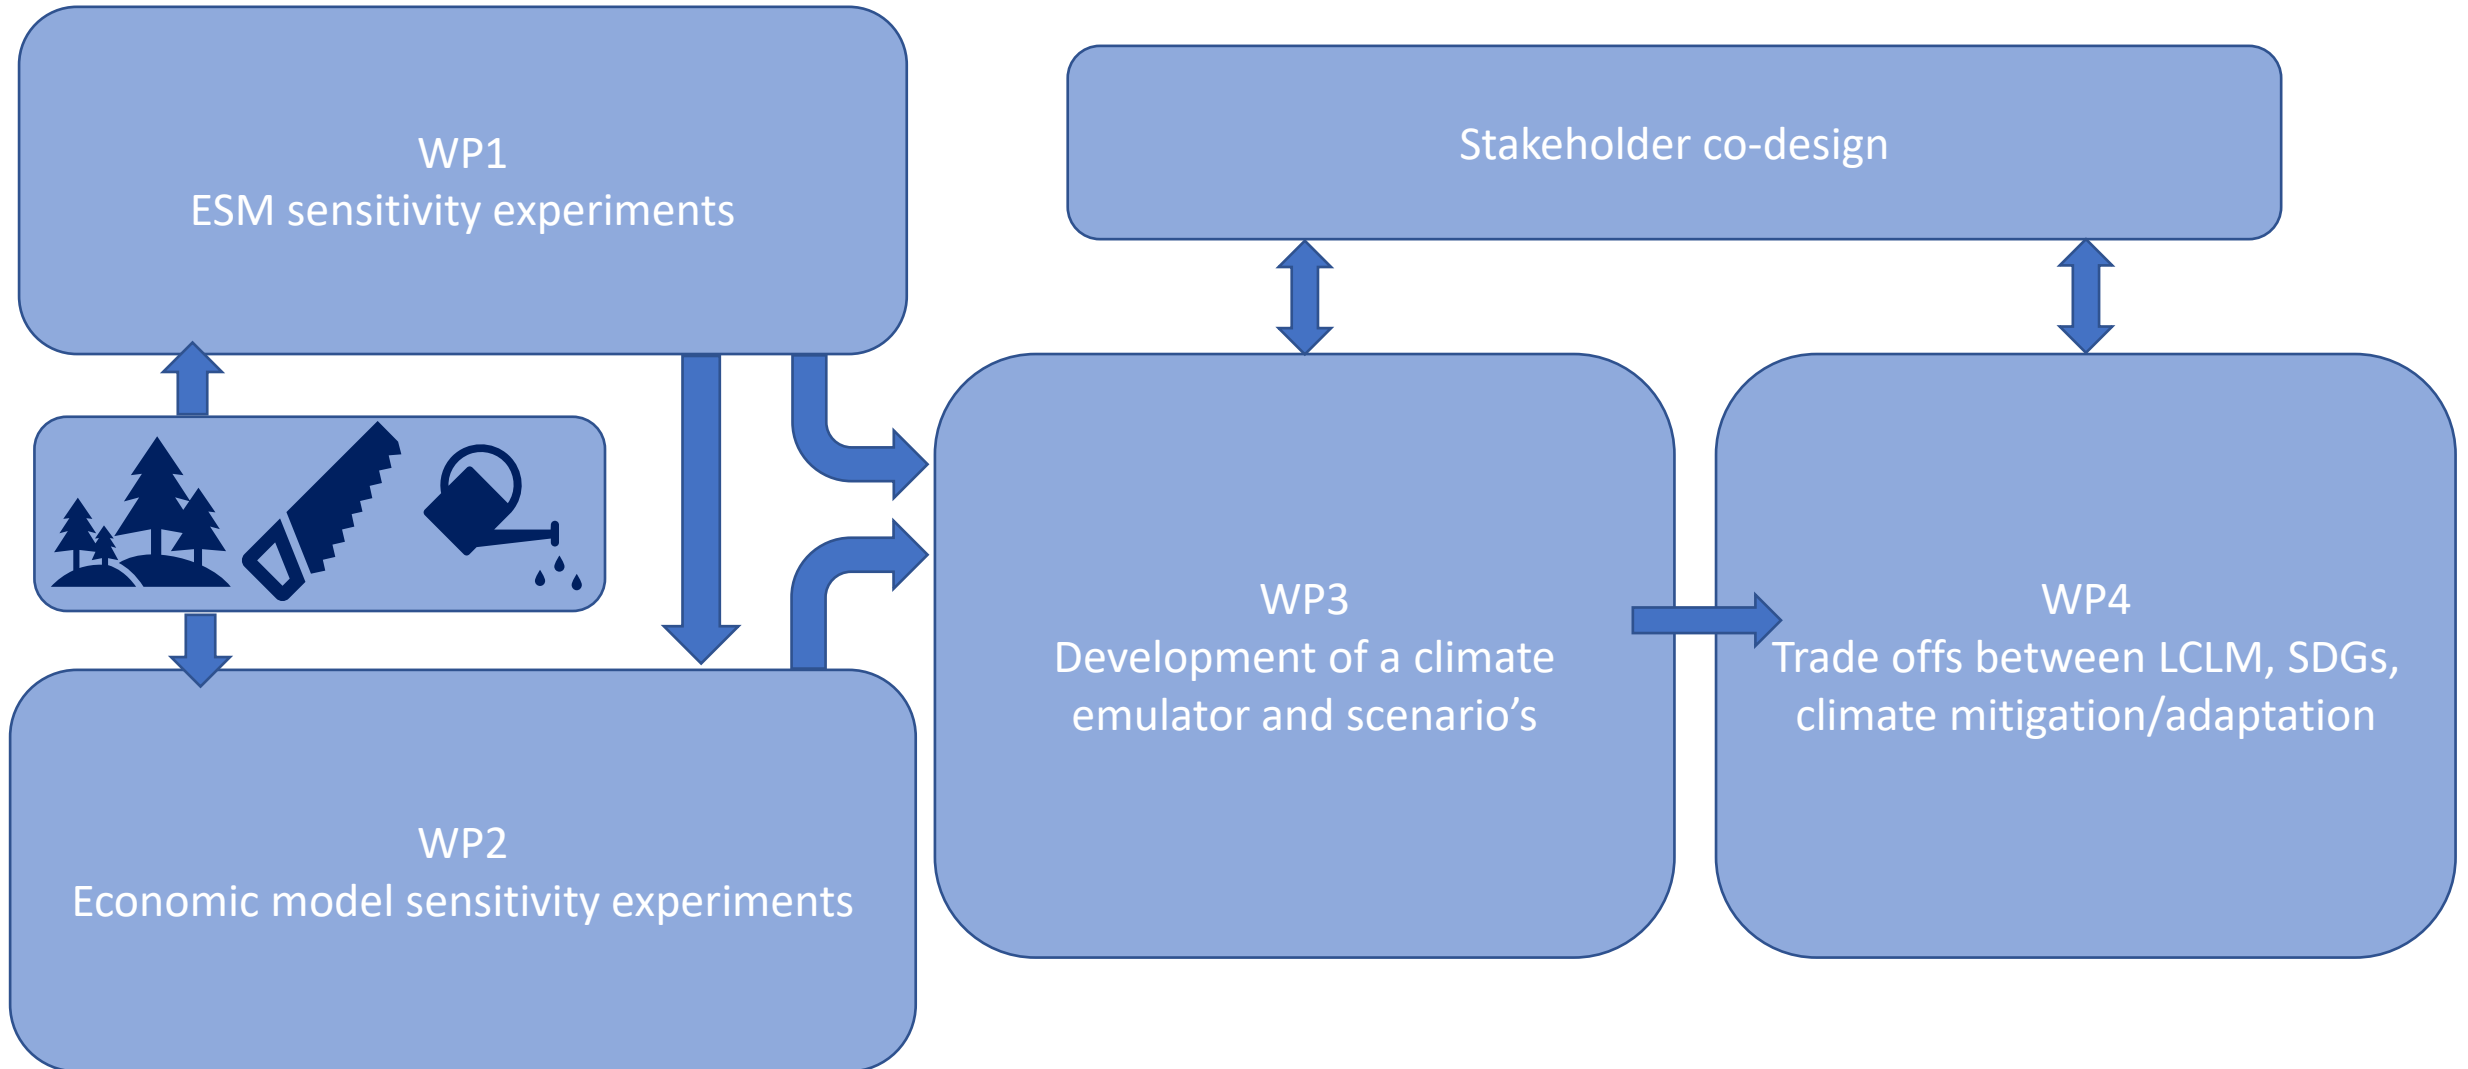 WP1
ESM sensitivity experiments
Stakeholder co-design
WP2
Economic model sensitivity experiments
WP3
Development of a climate
emulator and scenario’s
WP4
Trade offs between LCLM, SDGs,
climate mitigation/adaptation